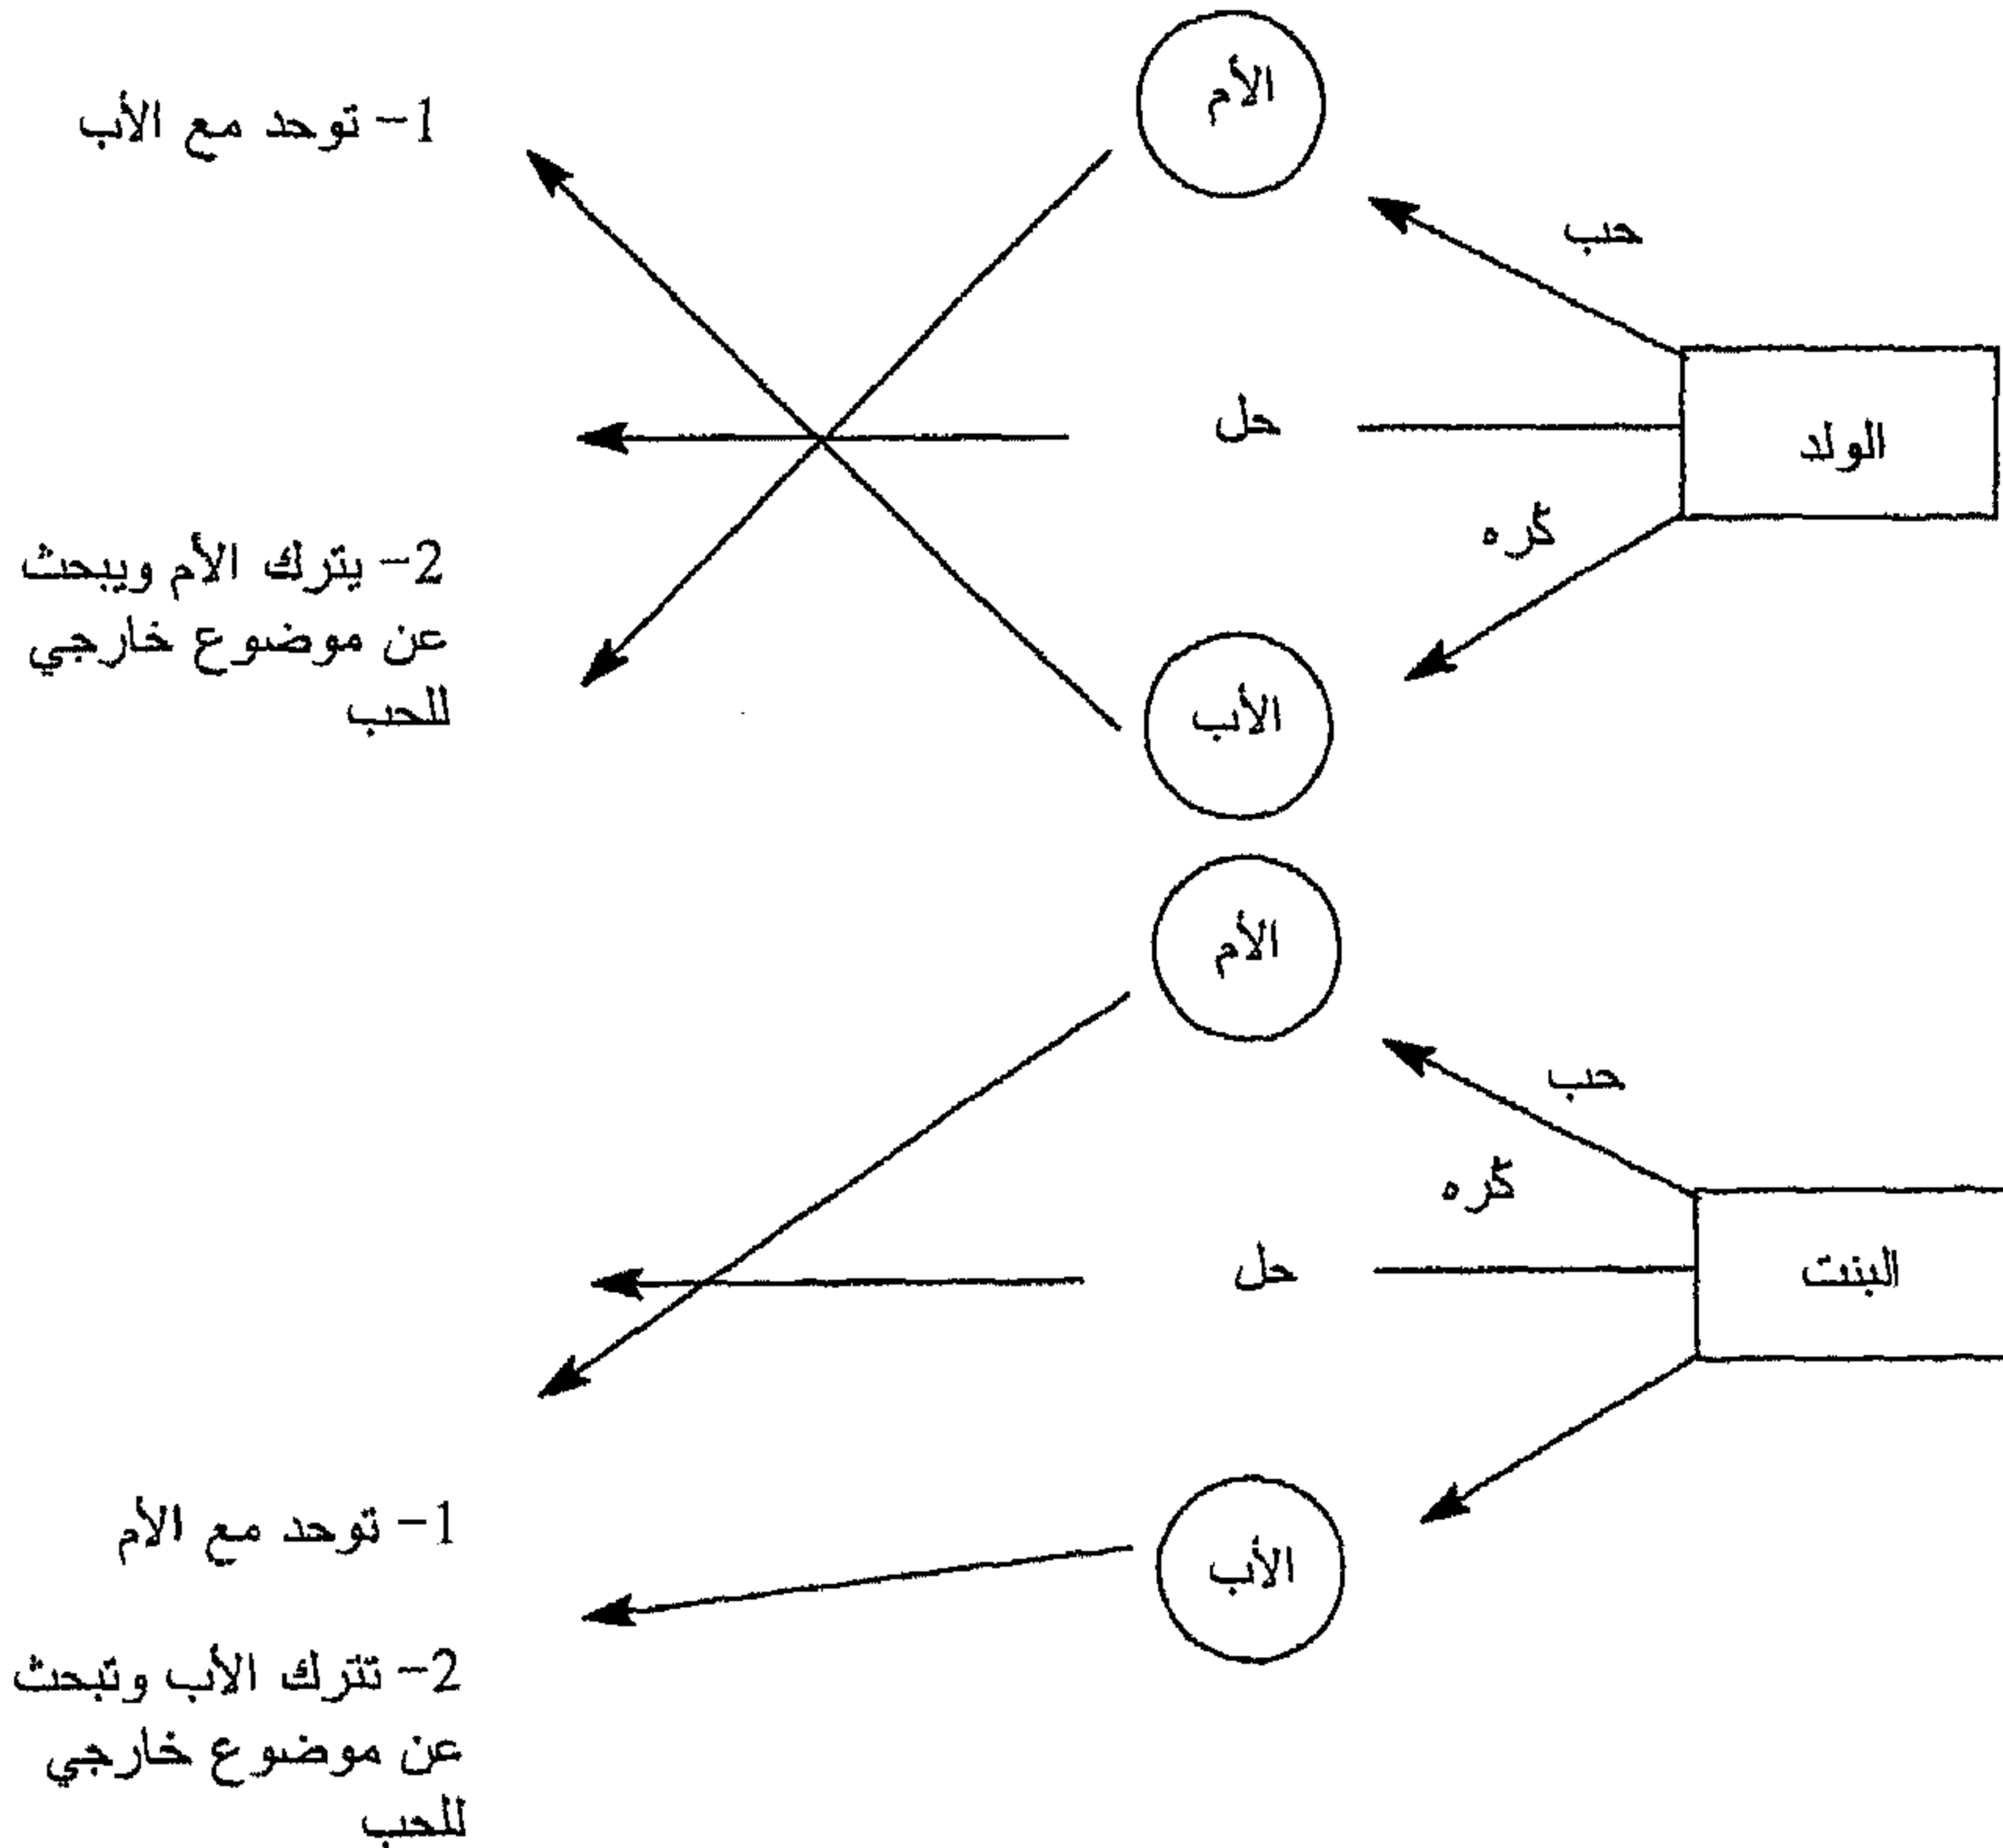 الأم
1- توحد مع الأب
حب
حل
الولد
كره
2- يترك الأم ويبحث
عن موضوع خارجي
للحب
الأب
الأم
حب
كره
حل
البنت
1- توحد مع الأم
الأب
2- تترك الأب وتبحث
عن موضوع خارجي
للحب